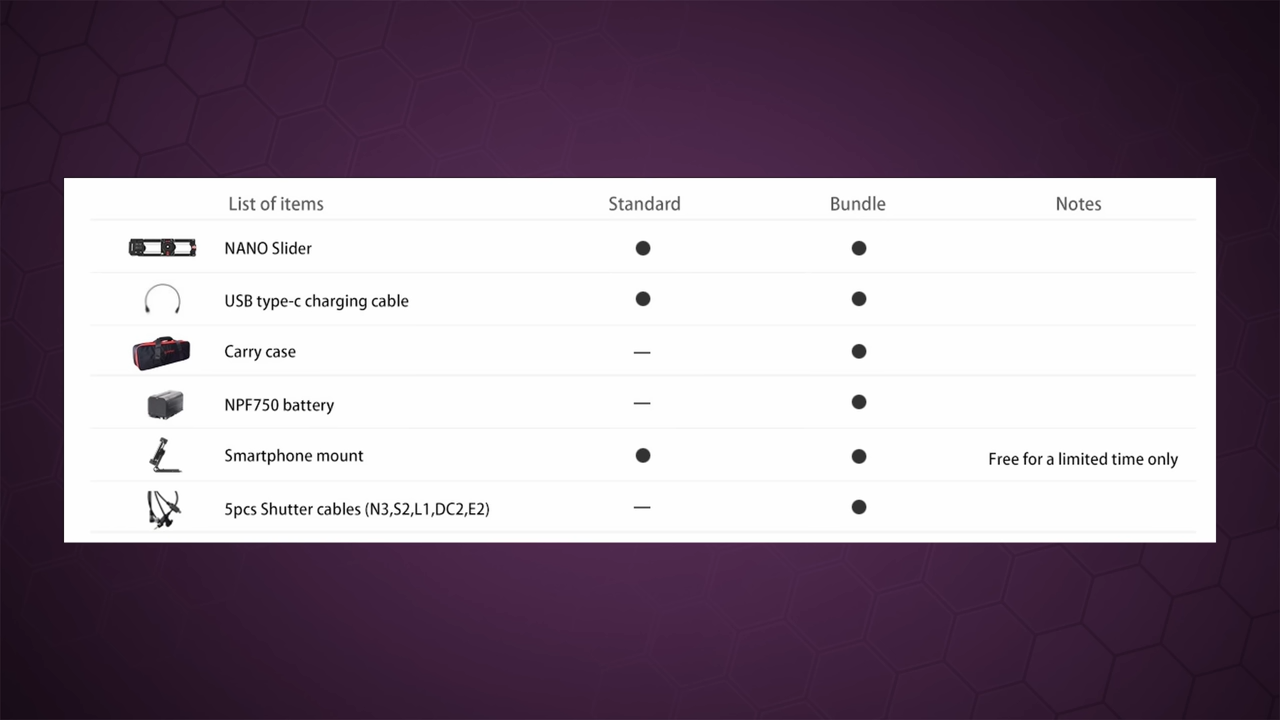 List of items Standard Bundle Notes
NANO Slider ● ●
USB type-c charging cable ● ●
Carry case — ●
NPF750 battery — ●
Smartphone mount ● ● Free for a limited time only
5pcs Shutter cables (N3,S2,L1,DC2,E2) — ●